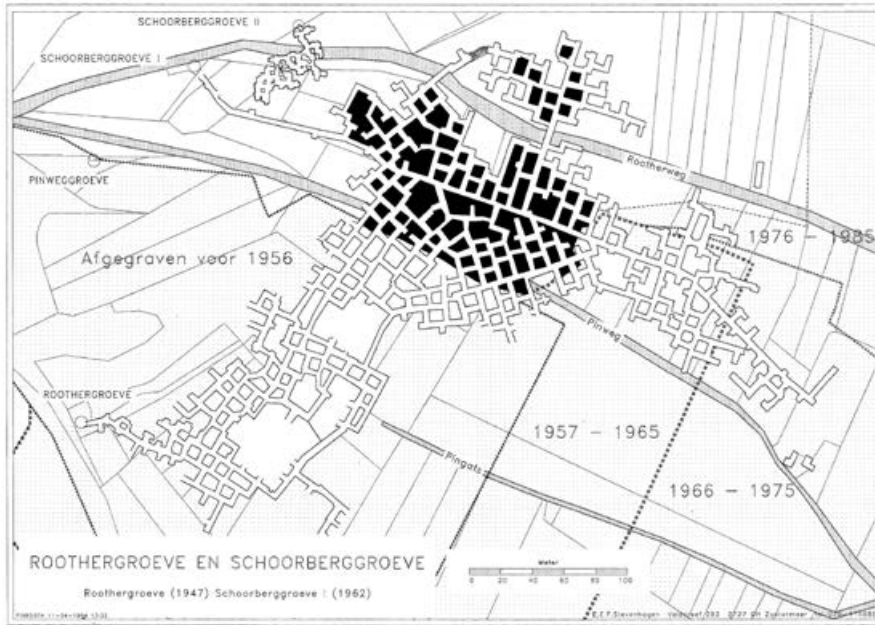 SCHOORBERGGROEVE II
SCHOORBERGGROEVE I
PINWEGGROEVE
Rootherweg
1976 - 1985
Afgegraven voor 1956
Pinweg
ROOTHERGROEVE
1957 - 1965
Pingats
1966 - 1975
ROOTHERGROEVE EN SCHOORBERGGROEVE
Meter
0 20 40 60 80 100
Roothergroeve (1947) Schoorberggroeve I (1962)